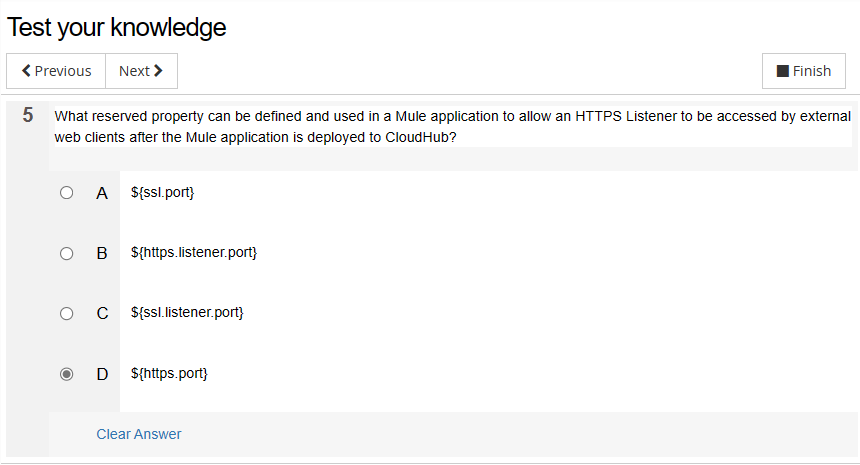 Test your knowledge
Previous Next Finish
5 What reserved property can be defined and used in a Mule application to allow an HTTPS Listener to be accessed by external
web clients after the Mule application is deployed to CloudHub?
A ${ssl.port}
B ${https.listener.port}
C ${ssl.listener.port}
D ${https.port}
Clear Answer